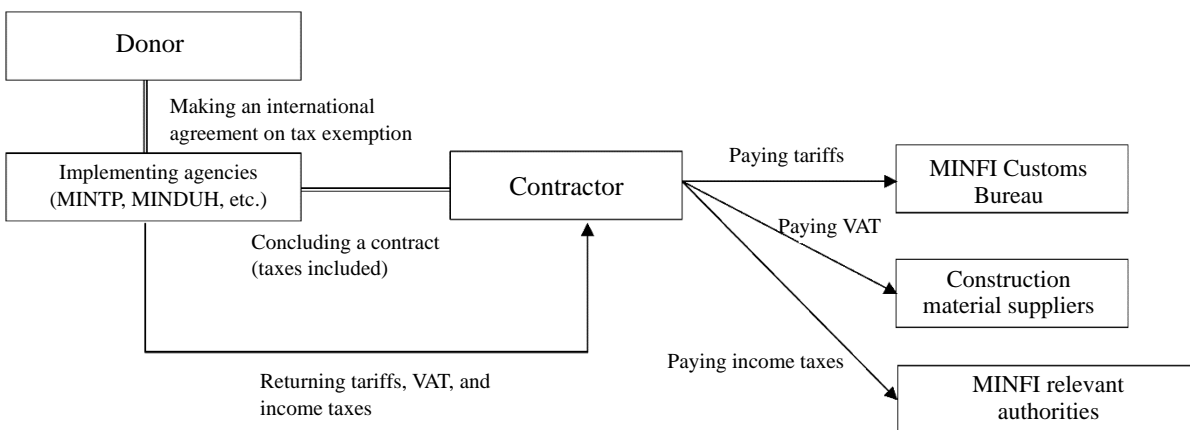 Donor
Making an international
agreement on tax exemption
Implementing agencies
(MINTP, MINDUH, etc.)
Contractor
Concluding a contract
(taxes included)
Returning tariffs, VAT, and
income taxes
Paying tariffs
MINFI Customs
Bureau
Paying VAT
Construction
material suppliers
Paying income taxes
MINFI relevant
authorities